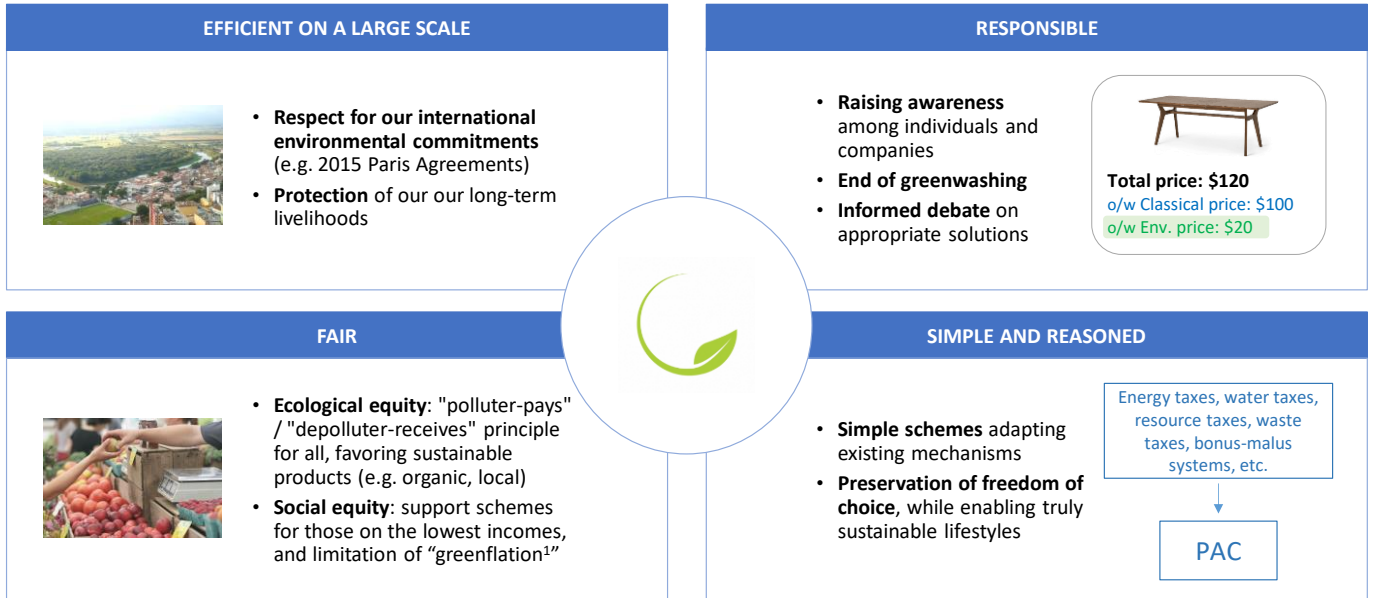 EFFICIENT ON A LARGE SCALE
• Respect for our international
environmental commitments
(e.g. 2015 Paris Agreements)
• Protection of our our long-term
livelihoods
RESPONSIBLE
• Raising awareness
among individuals and
companies
• End of greenwashing
• Informed debate on
appropriate solutions
Total price: $120
o/w Classical price: $100
o/w Env. price: $20
FAIR
• Ecological equity: "polluter-pays"
/ "depolluter-receives" principle
for all, favoring sustainable
products (e.g. organic, local)
• Social equity: support schemes
for those on the lowest incomes,
and limitation of “greenflation¹”
SIMPLE AND REASONED
• Simple schemes adapting
existing mechanisms
• Preservation of freedom of
choice, while enabling truly
sustainable lifestyles
Energy taxes, water taxes,
resource taxes, waste
taxes, bonus-malus
systems, etc.
PAC